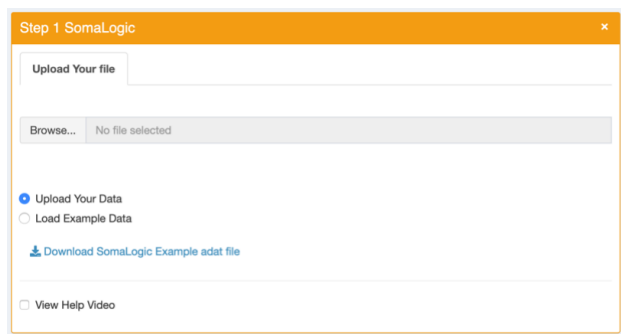 Step 1 SomaLogic ×
Upload Your file
Browse... No file selected
Upload Your Data
Load Example Data
Download SomaLogic Example adat file
View Help Video